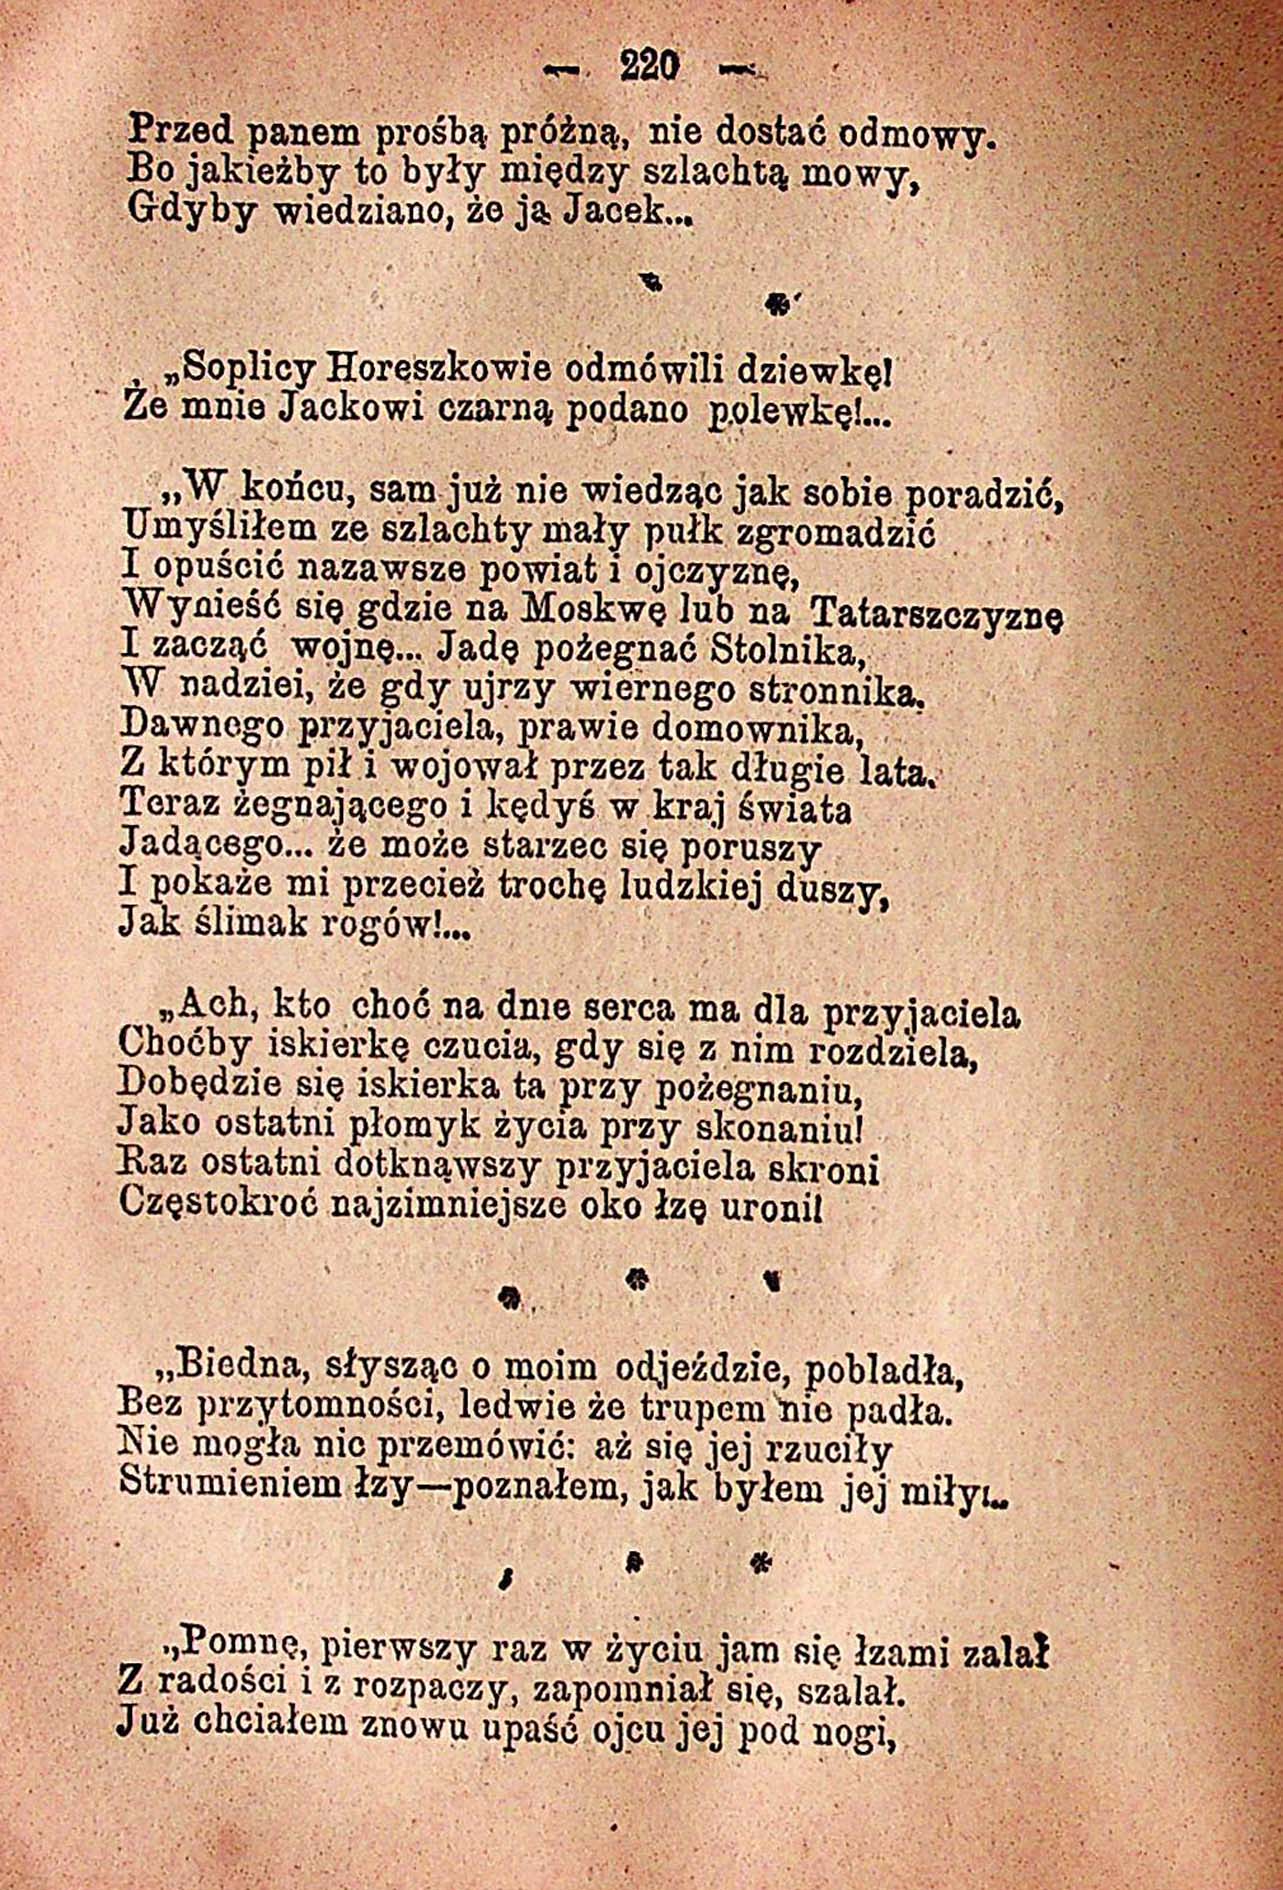 — 220 —
Przed panem prośbą próżną, nie dostać odmowy.
Bo jakieżby to były między szlachtą mowy,
Gdyby wiedziano, że ja Jacek...
* *
„Soplicy Horeszkowie odmówili dziewkę!
Że mnie Jackowi czarną podano polewkę!...
„W końcu, sam już nie wiedząc jak sobie poradzić,
Umyśliłem ze szlachty mały pułk zgromadzić
I opuścić nazawsze powiat i ojczyznę,
Wynieść się gdzie na Moskwę lub na Tatarszczyznę
I zacząć wojnę... Jadę pożegnać Stolnika,
W nadziei, że gdy ujrzy wiernego stronnika,
Dawnego przyjaciela, prawie domownika,
Z którym pił i wojował przez tak długie lata,
Teraz żegnającego i kędyś w kraj świata
Jadącego... że może starzec się poruszy
I pokaże mi przecież trochę ludzkiej duszy,
Jak ślimak rogów!...
„Ach, kto choć na dnie serca ma dla przyjaciela
Choćby iskierkę czucia, gdy się z nim rozdziela,
Dobędzie się iskierka ta przy pożegnaniu,
Jako ostatni płomyk życia przy skonaniu!
Raz ostatni dotknąwszy przyjaciela skroni
Częstokroć najzimniejsze oko łzę uroni!
* * *
„Biedna, słysząc o moim odjeździe, pobladła,
Bez przytomności, ledwie że trupem nie padła.
Nie mogła nic przemówić: aż się jej rzuciły
Strumieniem łzy—poznałem, jak byłem jej miły...
* * *
„Pomnę, pierwszy raz w życiu jam się łzami zalał
Z radości i z rozpaczy, zapomniał się, szalał.
Już chciałem znowu upaść ojcu jej pod nogi,